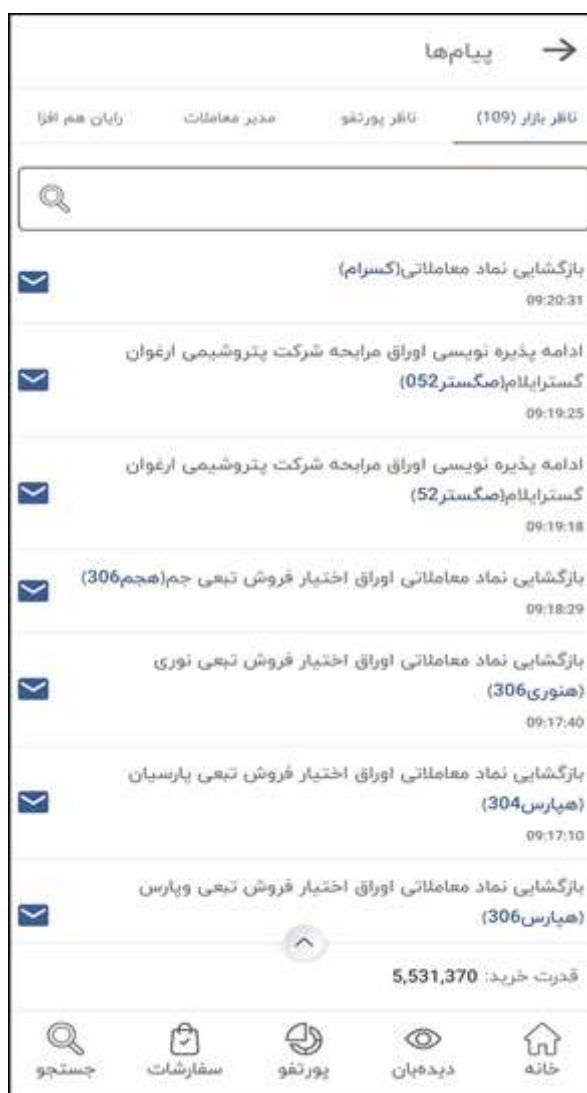 پیام‌ها
ناظر بازار (109)
ناظر پورتفو
مدیر معاملات
رایان هم افزا
بازگشایی نماد معاملاتی(کسرام)
09:20:31
ادامه پذیره نویسی اوراق مرابحه شرکت پتروشیمی ارغوان
گسترایلام(صگستر052)
09:19:25
ادامه پذیره نویسی اوراق مرابحه شرکت پتروشیمی ارغوان
گسترایلام(صگستر52)
09:19:18
بازگشایی نماد معاملاتی اوراق اختیار فروش تبعی جم(هجم306)
09:18:29
بازگشایی نماد معاملاتی اوراق اختیار فروش تبعی نوری
(هنوری306)
09:17:40
بازگشایی نماد معاملاتی اوراق اختیار فروش تبعی پارسیان
(هپارس304)
09:17:10
بازگشایی نماد معاملاتی اوراق اختیار فروش تبعی وپارس
(هپارس306)
قدرت خرید: 5,531,370
خانه
دیده‌بان
پورتفو
سفارشات
جستجو